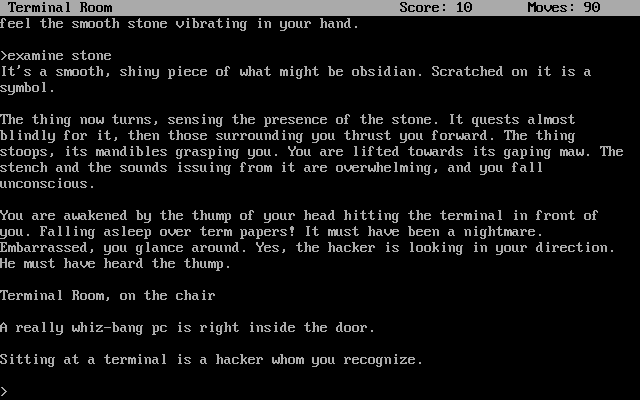 Terminal Room Score: 10 Moves: 90
feel the smooth stone vibrating in your hand.
>examine stone
It's a smooth, shiny piece of what might be obsidian. Scratched on it is a
symbol.
The thing now turns, sensing the presence of the stone. It quests almost
blindly for it, then those surrounding you thrust you forward. The thing
stoops, its mandibles grasping you. You are lifted towards its gaping maw. The
stench and the sounds issuing from it are overwhelming, and you fall
unconscious.
You are awakened by the thump of your head hitting the terminal in front of
you. Falling asleep over term papers! It must have been a nightmare.
Embarrassed, you glance around. Yes, the hacker is looking in your direction.
He must have heard the thump.
Terminal Room, on the chair
A really whiz-bang pc is right inside the door.
Sitting at a terminal is a hacker whom you recognize.
>